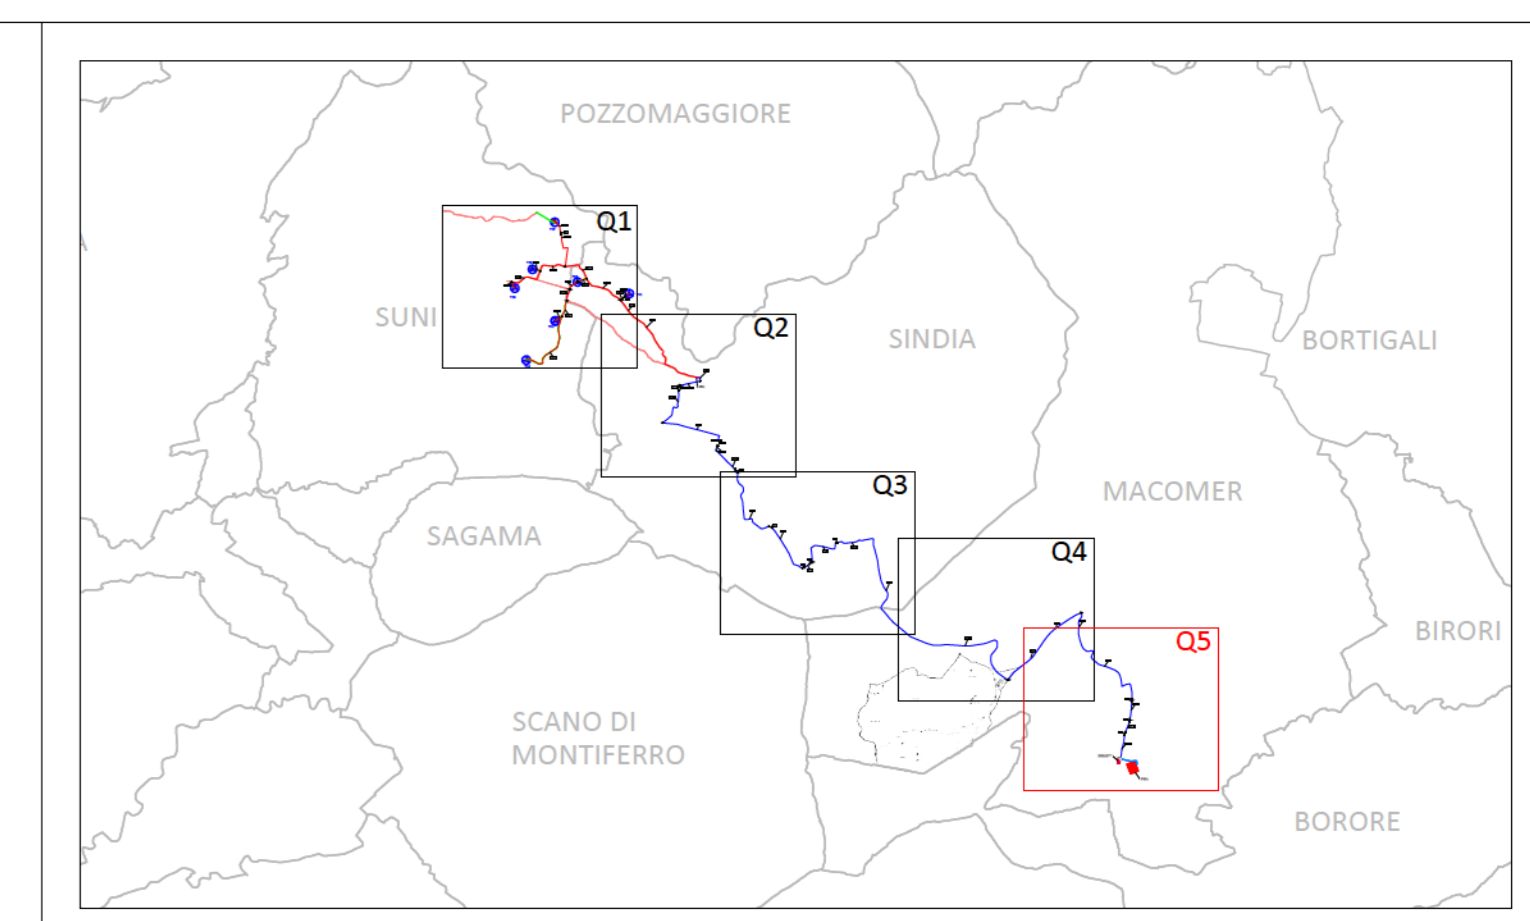 POZZOMAGGIORE
Q1
SUNI
Q2
SINDIA
BORTIGALI
Q3
MACOMER
SAGAMA
Q4
Q5
BIRORI
SCANO DI
MONTIFERRO
BORORE